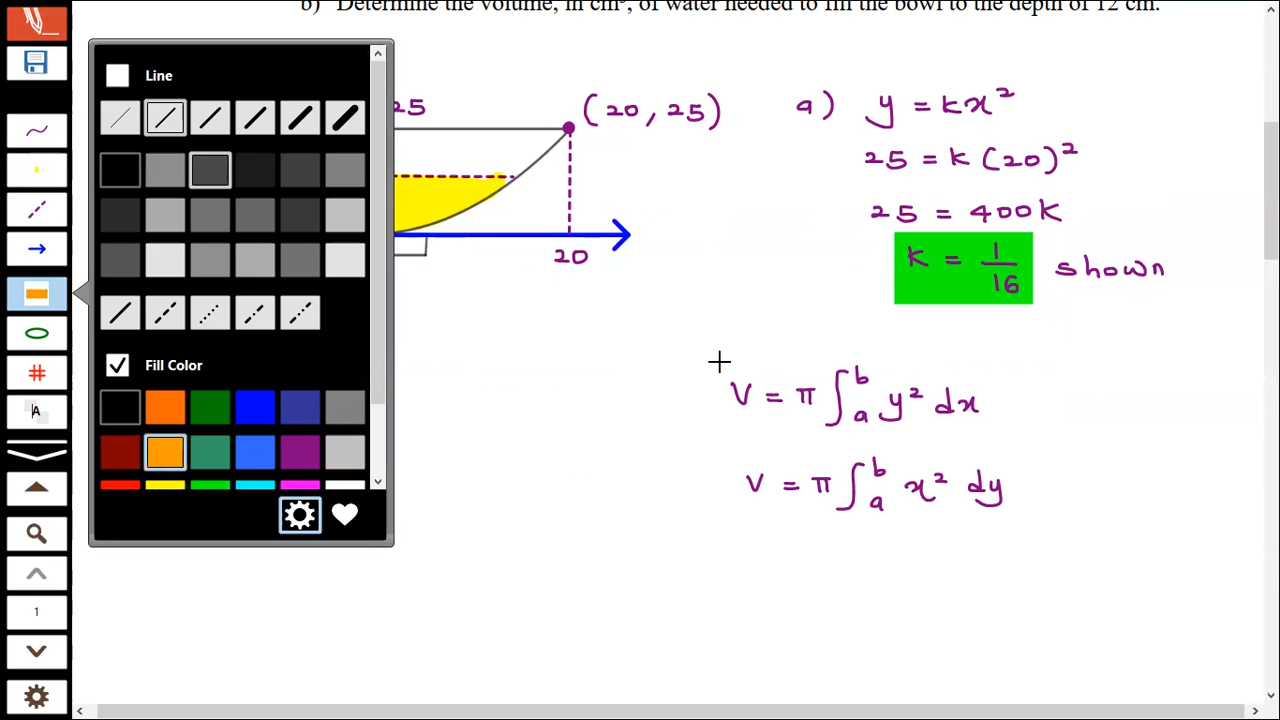 b) Determine the volume, in cm³, of water needed to fill the bowl to the depth of 12 cm.
Line
25
(20, 25)
20
a) y = kx²
25 = k (20)²
25 = 400k
k = 1/16 shown
V = π ∫ₐᵇ y² dx
V = π ∫ₐᵇ x² dy
Fill Color
A
1